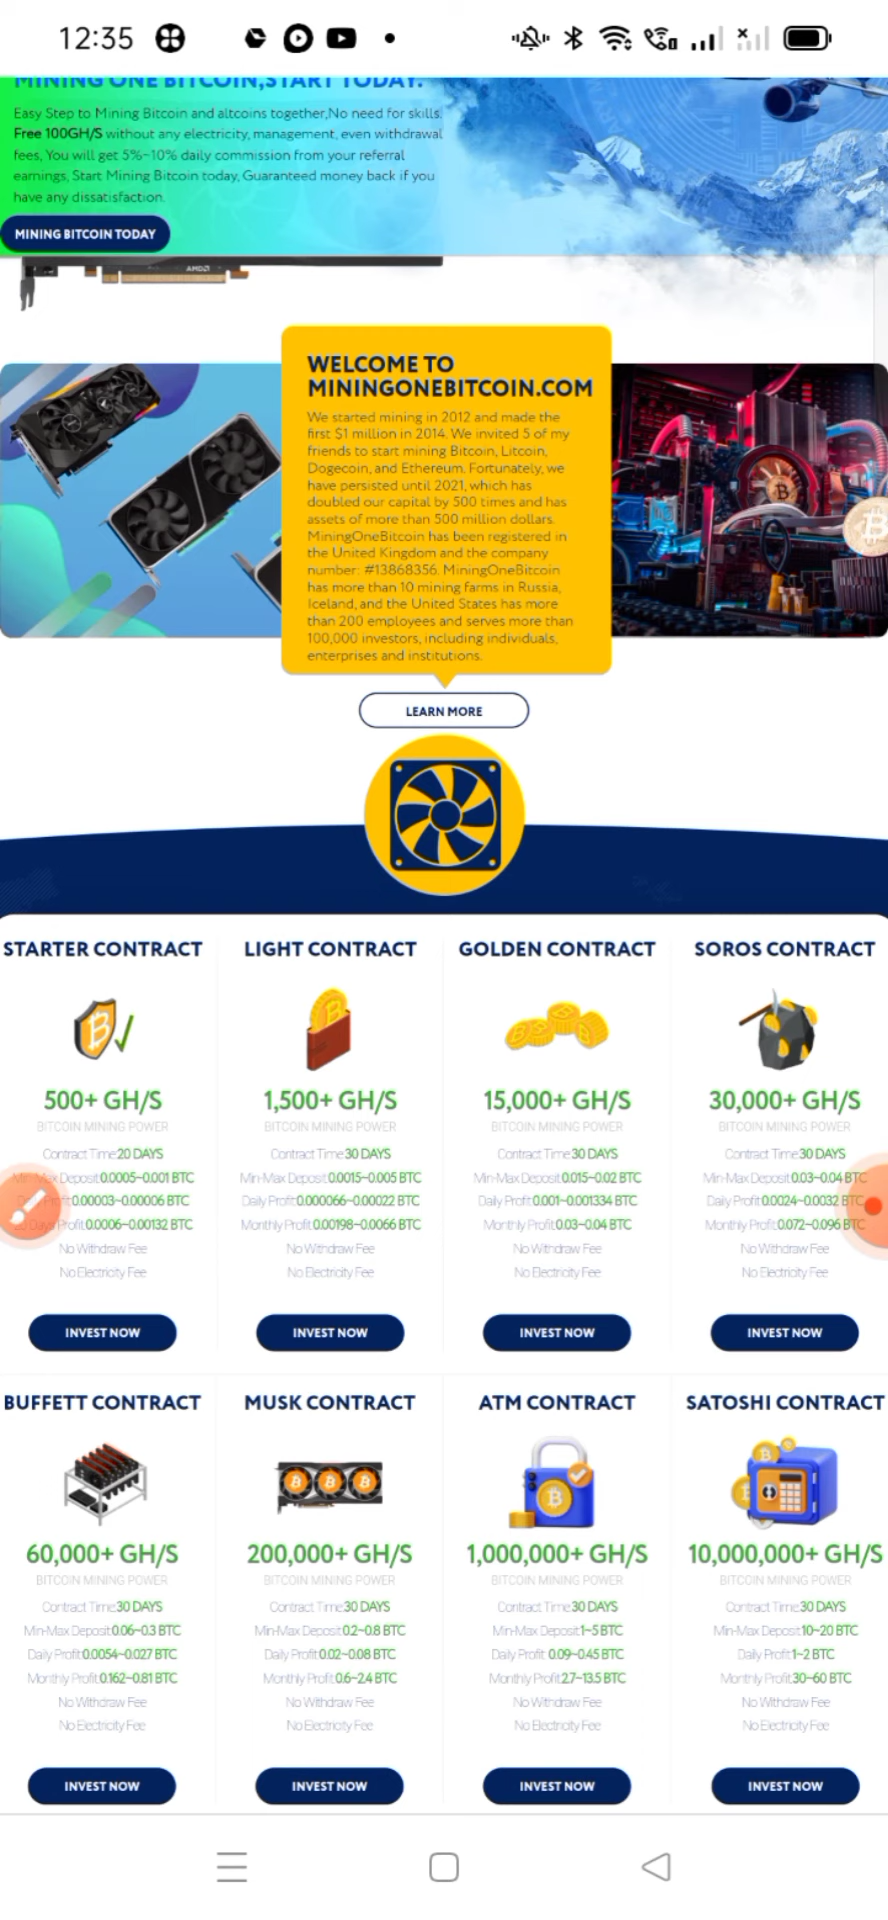 12:35
MINING ONE BITCOIN,START TODAY.
Easy Step to Mining Bitcoin and altcoins together,No need for skills.
Free 100GH/S without any electricity, management, even withdrawal
fees, You will get 5%~10% daily commission from your referral
earnings, Start Mining Bitcoin today, Guaranteed money back if you
have any dissatisfaction.
MINING BITCOIN TODAY
AMD
WELCOME TO
MININGONEBITCOIN.COM
We started mining in 2012 and made the
first $1 million in 2014. We invited 5 of my
friends to start mining Bitcoin, Litcoin,
Dogecoin, and Ethereum. Fortunately, we
have persisted until 2021, which has
doubled our capital by 500 times and has
assets of more than 500 million dollars.
MiningOneBitcoin has been registered in
the United Kingdom and the company
number: #13868356. MiningOneBitcoin
has more than 10 mining farms in Russia,
Iceland, and the United States has more
than 200 employees and serves more than
100,000 investors, including individuals,
enterprises and institutions.
LEARN MORE
STARTER CONTRACT LIGHT CONTRACT GOLDEN CONTRACT SOROS CONTRACT
500+ GH/S 1,500+ GH/S 15,000+ GH/S 30,000+ GH/S
BITCOIN MINING POWER BITCOIN MINING POWER BITCOIN MINING POWER BITCOIN MINING POWER
Contract Time:20 DAYS Contract Time:30 DAYS Contract Time:30 DAYS Contract Time:30 DAYS
Min-Max Deposit:0.0005~0.001 BTC Min-Max Deposit:0.0015~0.005 BTC Min-Max Deposit:0.015~0.02 BTC Min-Max Deposit:0.03~0.04 BTC
Profit:0.00003~0.00006 BTC Daily Profit:0.000066~0.00022 BTC Daily Profit:0.001~0.001334 BTC Daily Profit:0.0024~0.0032 BTC
Days Profit:0.0006~0.00132 BTC Monthly Profit:0.00198~0.0066 BTC Monthly Profit:0.03~0.04 BTC Monthly Profit:0.072~0.096 BTC
No Withdraw Fee No Withdraw Fee No Withdraw Fee No Withdraw Fee
No Electricity Fee No Electricity Fee No Electricity Fee No Electricity Fee
INVEST NOW INVEST NOW INVEST NOW INVEST NOW
BUFFETT CONTRACT MUSK CONTRACT ATM CONTRACT SATOSHI CONTRACT
60,000+ GH/S 200,000+ GH/S 1,000,000+ GH/S 10,000,000+ GH/S
BITCOIN MINING POWER BITCOIN MINING POWER BITCOIN MINING POWER BITCOIN MINING POWER
Contract Time:30 DAYS Contract Time:30 DAYS Contract Time:30 DAYS Contract Time:30 DAYS
Min-Max Deposit:0.06~0.3 BTC Min-Max Deposit:0.2~0.8 BTC Min-Max Deposit:1~5 BTC Min-Max Deposit:10~20 BTC
Daily Profit:0.0054~0.027 BTC Daily Profit:0.02~0.08 BTC Daily Profit: 0.09~0.45 BTC Daily Profit:1~2 BTC
Monthly Profit:0.162~0.81 BTC Monthly Profit:0.6~2.4 BTC Monthly Profit:2.7~13.5 BTC Monthly Profit:30~60 BTC
No Withdraw Fee No Withdraw Fee No Withdraw Fee No Withdraw Fee
No Electricity Fee No Electricity Fee No Electricity Fee No Electricity Fee
INVEST NOW INVEST NOW INVEST NOW INVEST NOW